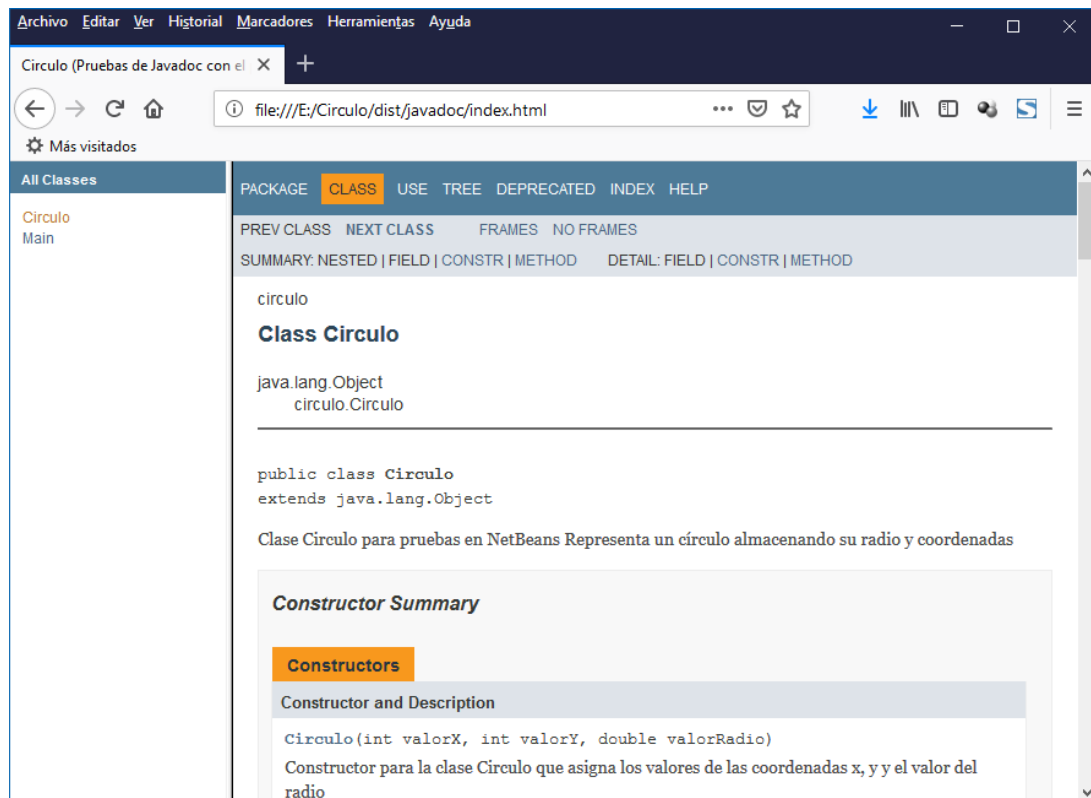 Archivo Editar Ver Historial Marcadores Herramientas Ayuda
Circulo (Pruebas de Javadoc con el
file:///E:/Circulo/dist/javadoc/index.html
Más visitados
All Classes
Circulo
Main
PACKAGE CLASS USE TREE DEPRECATED INDEX HELP
PREV CLASS NEXT CLASS FRAMES NO FRAMES
SUMMARY: NESTED | FIELD | CONSTR | METHOD DETAIL: FIELD | CONSTR | METHOD
circulo
Class Circulo
java.lang.Object
circulo.Circulo
public class Circulo
extends java.lang.Object
Clase Circulo para pruebas en NetBeans Representa un círculo almacenando su radio y coordenadas
Constructor Summary
Constructors
Constructor and Description
Circulo(int valorX, int valorY, double valorRadio)
Constructor para la clase Circulo que asigna los valores de las coordenadas x, y y el valor del
radio